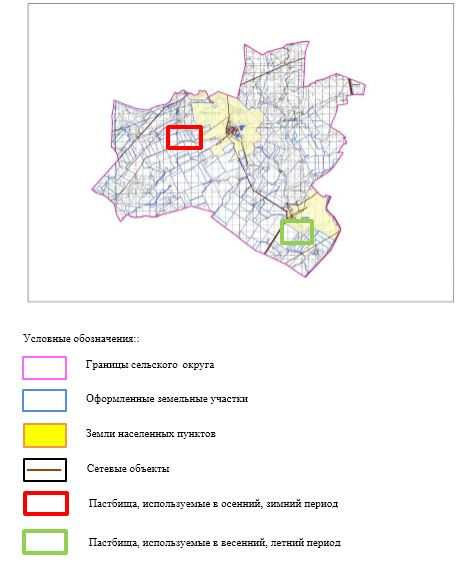 Условные обозначения::
Границы сельского округа
Оформленные земельные участки
Земли населенных пунктов
Сетевые объекты
Пастбища, используемые в осенний, зимний период
Пастбища, используемые в весенний, летний период